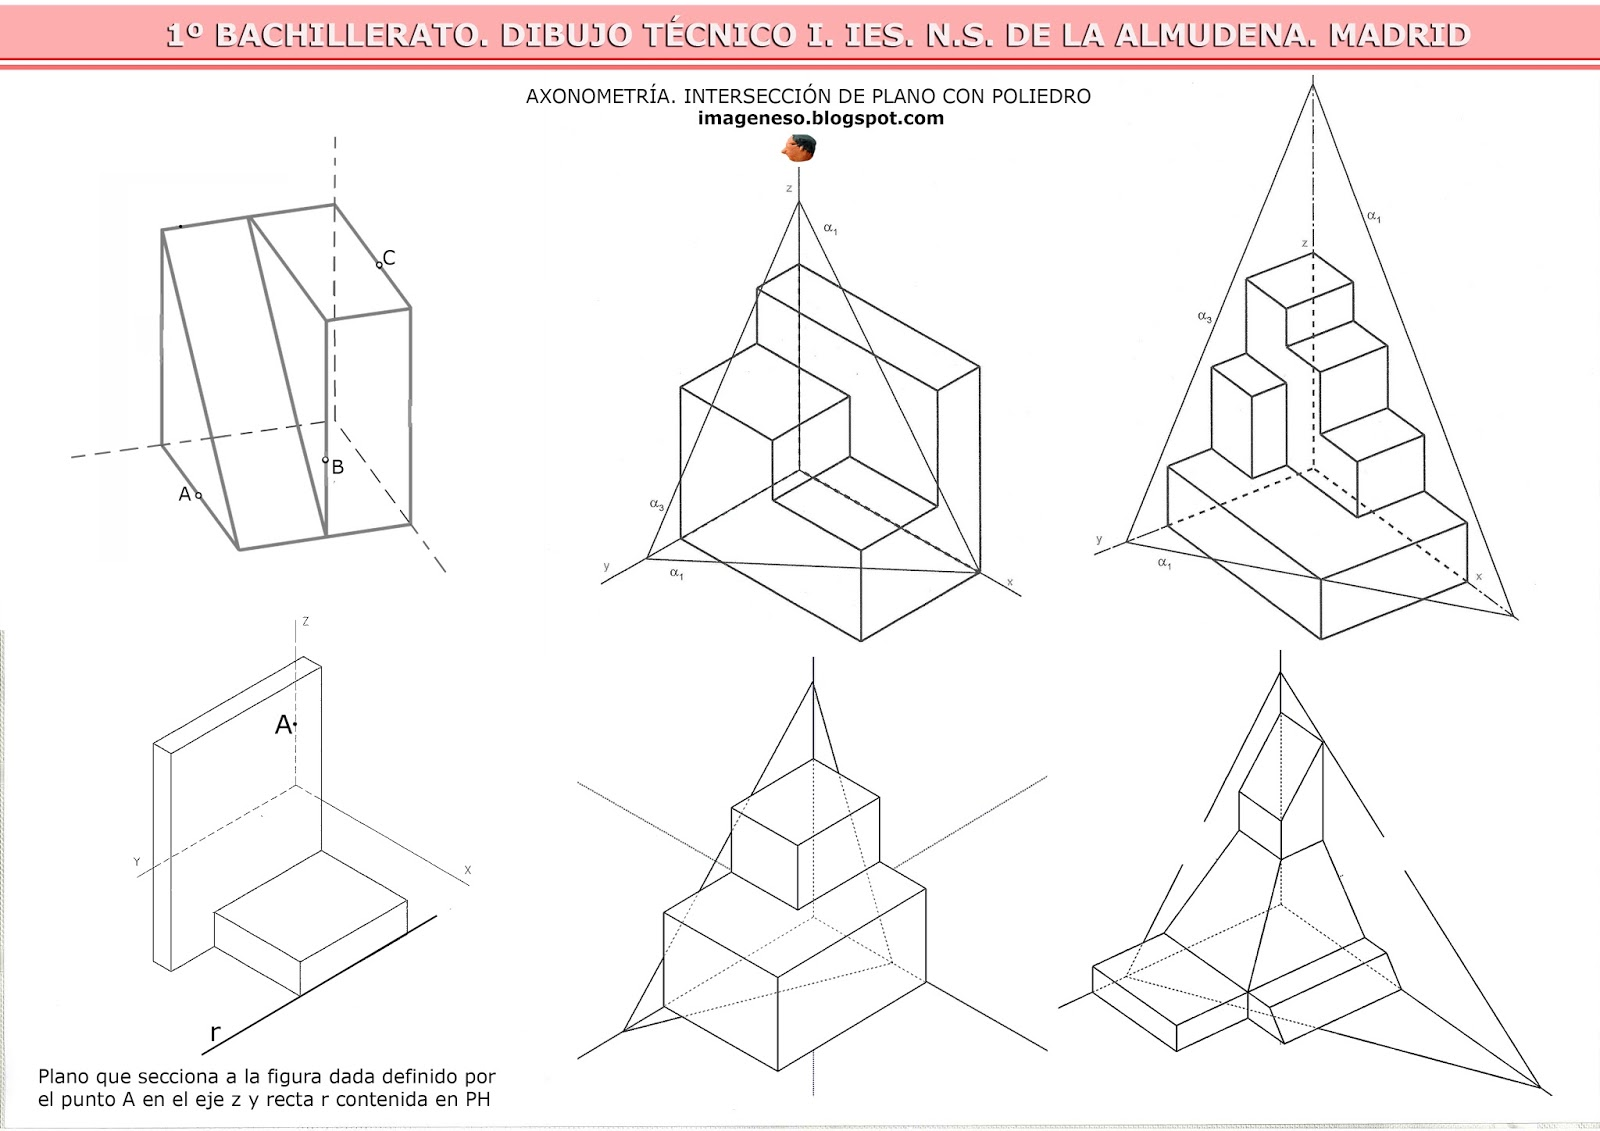 1º BACHILLERATO. DIBUJO TÉCNICO I. IES. N.S. DE LA ALMUDENA. MADRID
AXONOMETRÍA. INTERSECCIÓN DE PLANO CON POLIEDRO
imageneso.blogspot.com
C
B
A
z
α1
α3
y
α1
x
α1
z
α3
y
α1
x
Z
A
Y
X
r
Plano que secciona a la figura dada definido por
el punto A en el eje z y recta r contenida en PH